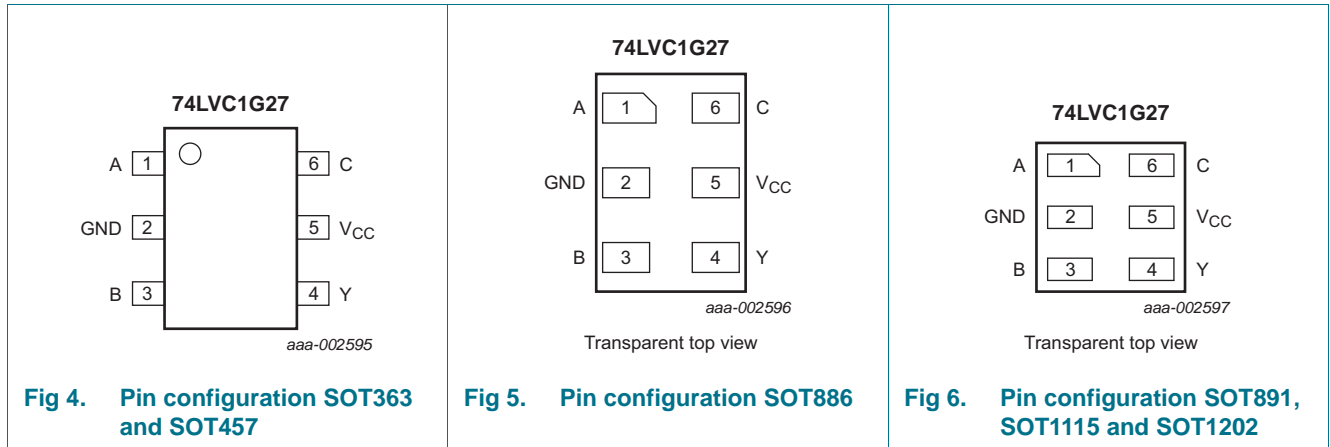 74LVC1G27
A 1 6 C
GND 2 5 VCC
B 3 4 Y
aaa-002595
Fig 4. Pin configuration SOT363
and SOT457
74LVC1G27
A 1 6 C
GND 2 5 VCC
B 3 4 Y
aaa-002596
Transparent top view
Fig 5. Pin configuration SOT886
74LVC1G27
A 1 6 C
GND 2 5 VCC
B 3 4 Y
aaa-002597
Transparent top view
Fig 6. Pin configuration SOT891,
SOT1115 and SOT1202